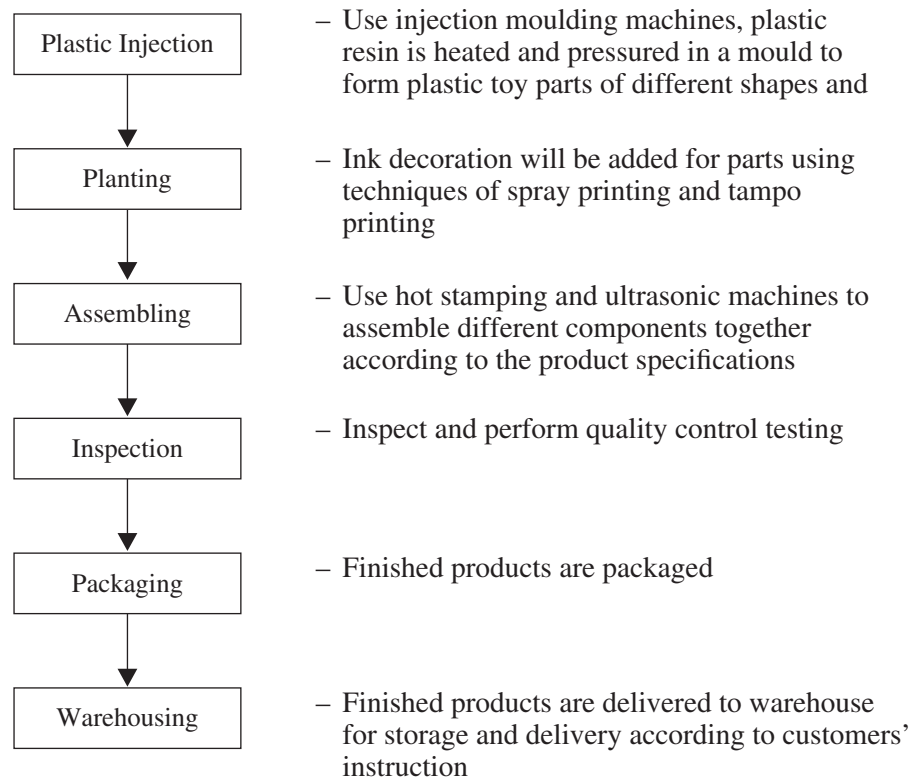 Plastic Injection
– Use injection moulding machines, plastic
resin is heated and pressured in a mould to
form plastic toy parts of different shapes and
Planting
– Ink decoration will be added for parts using
techniques of spray printing and tampo
printing
Assembling
– Use hot stamping and ultrasonic machines to
assemble different components together
according to the product specifications
Inspection
– Inspect and perform quality control testing
Packaging
– Finished products are packaged
Warehousing
– Finished products are delivered to warehouse
for storage and delivery according to customers’
instruction